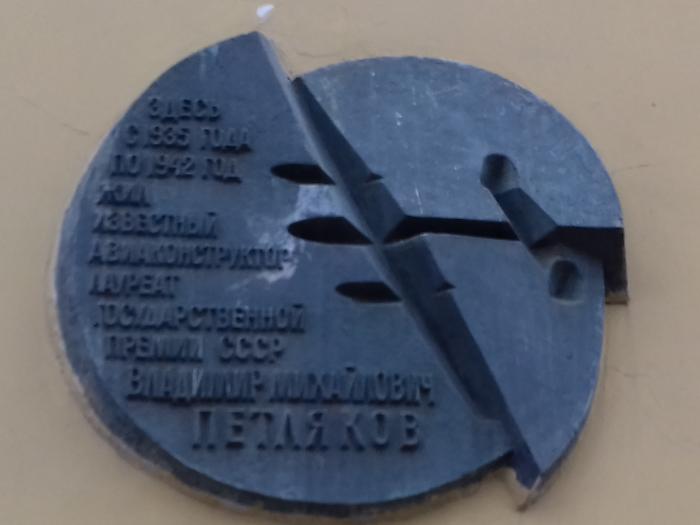 ЗДЕСЬ
С 1935 ГОДА
ПО 1942 ГОД
ЖИЛ
ИЗВЕСТНЫЙ
АВИАКОНСТРУКТОР
ЛАУРЕАТ
ГОСУДАРСТВЕННОЙ
ПРЕМИИ СССР
ВЛАДИМИР МИХАЙЛОВИЧ
ПЕТЛЯКОВ